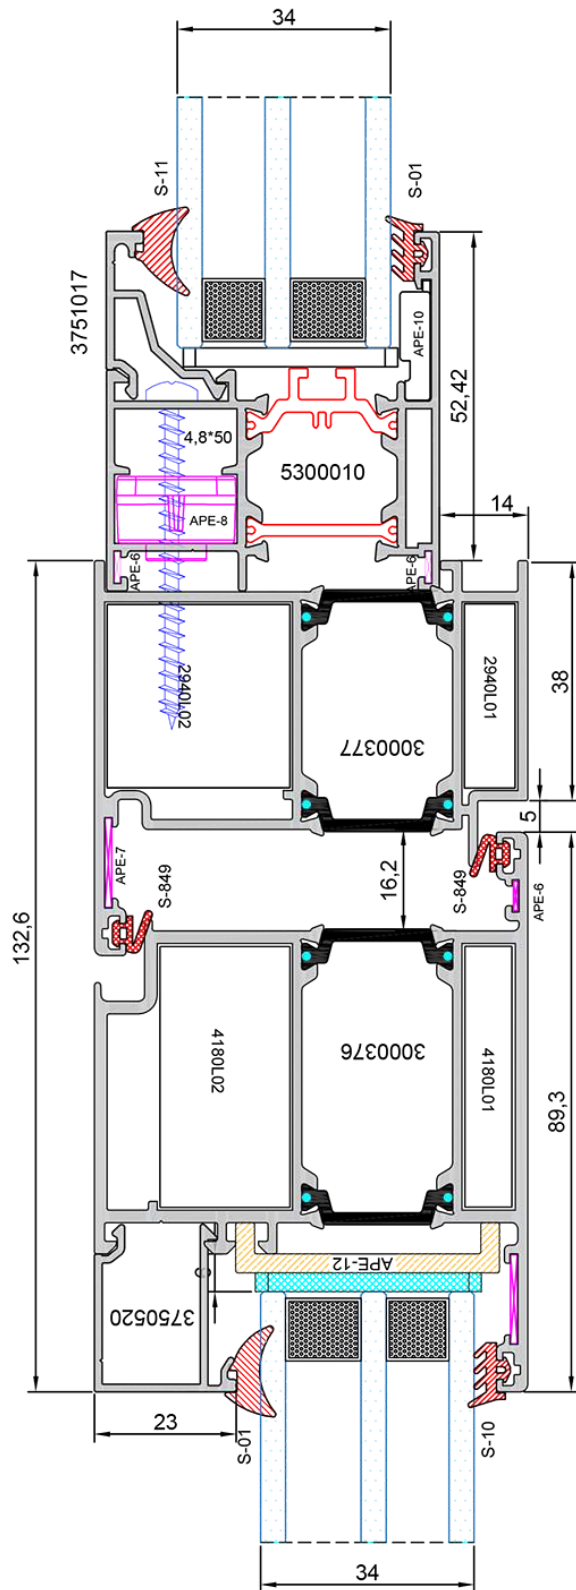 34
S-11
S-01
3751017
APE-10
52,42
4,8*50
5300010
APE-8
14
APE-6
APE-6
2940L02
3000377
2940L01
38
5
APE-7
S-849
16,2
S-849
APE-6
132,6
4180L02
3000376
4180L01
89,3
APE-12
3750520
23
S-01
S-10
34